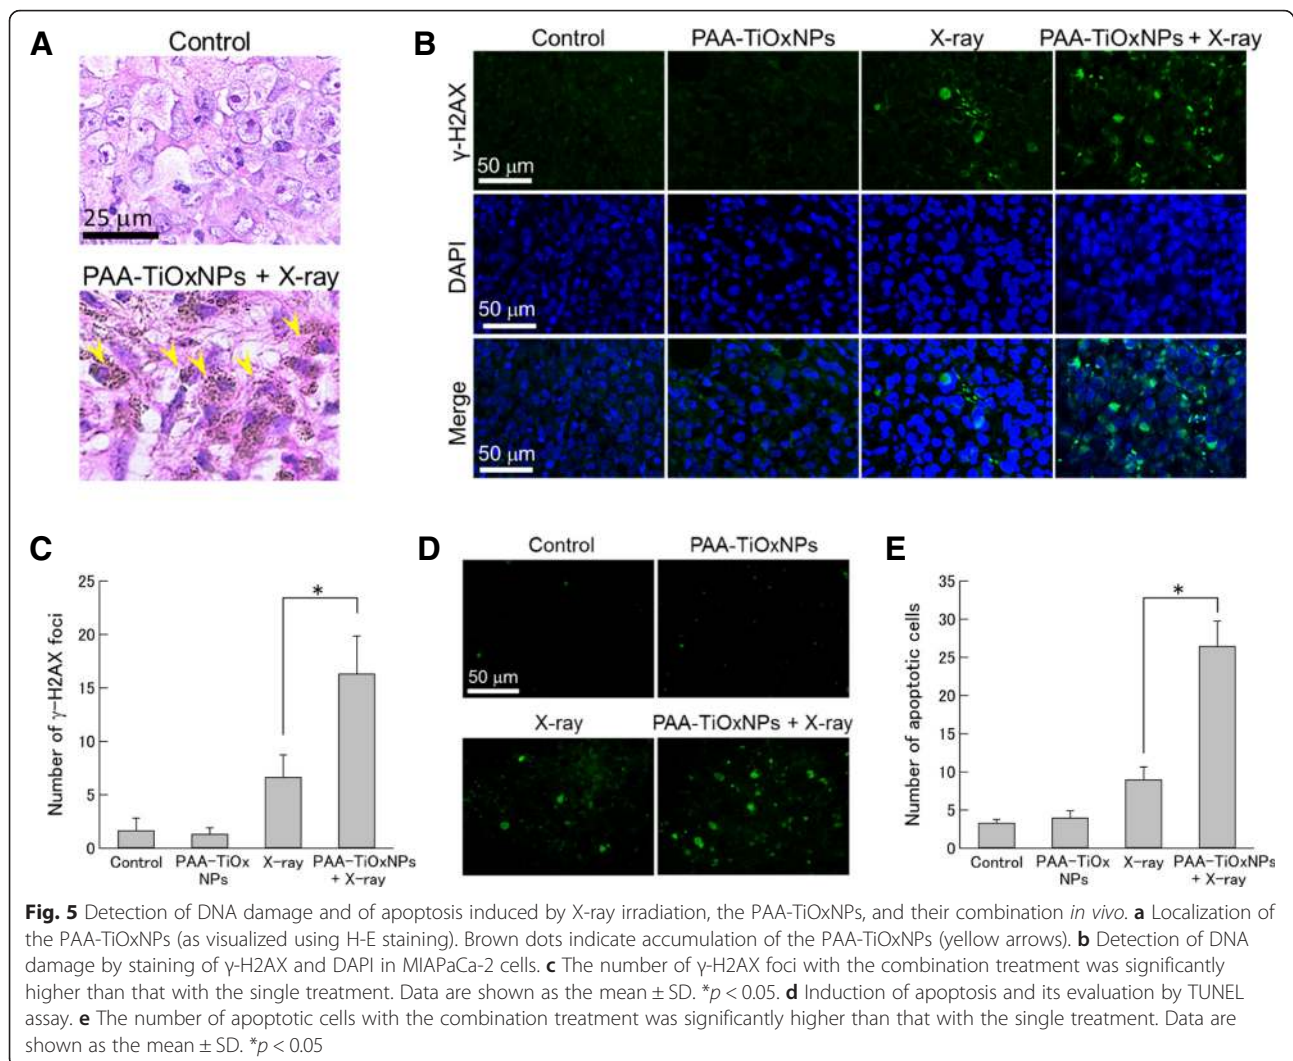 A
Control
25 μm
PAA-TiOxNPs + X-ray
B
Control PAA-TiOxNPs X-ray PAA-TiOxNPs + X-ray
γ-H2AX
50 μm
DAPI
50 μm
Merge
50 μm
C
Number of γ-H2AX foci
25
20
15
10
5
0
Control PAA-TiOx NPs X-ray PAA-TiOxNPs + X-ray
*
D
Control PAA-TiOxNPs
50 μm
X-ray PAA-TiOxNPs + X-ray
E
Number of apoptotic cells
35
30
25
20
15
10
5
0
Control PAA-TiOx NPs X-ray PAA-TiOxNPs + X-ray
*
Fig. 5 Detection of DNA damage and of apoptosis induced by X-ray irradiation, the PAA-TiOxNPs, and their combination in vivo. a Localization of
the PAA-TiOxNPs (as visualized using H-E staining). Brown dots indicate accumulation of the PAA-TiOxNPs (yellow arrows). b Detection of DNA
damage by staining of γ-H2AX and DAPI in MIAPaCa-2 cells. c The number of γ-H2AX foci with the combination treatment was significantly
higher than that with the single treatment. Data are shown as the mean ± SD. *p < 0.05. d Induction of apoptosis and its evaluation by TUNEL
assay. e The number of apoptotic cells with the combination treatment was significantly higher than that with the single treatment. Data are
shown as the mean ± SD. *p < 0.05